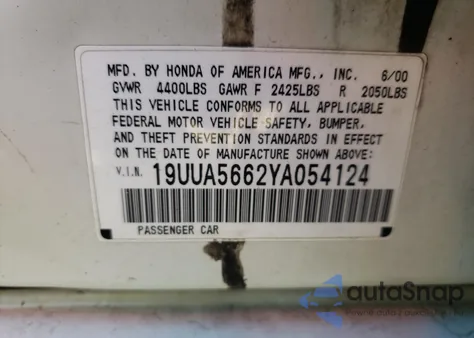 MFD. BY HONDA OF AMERICA MFG., INC. 6/00
GVWR 4400LBS GAWR F 2425LBS R 2050LBS
THIS VEHICLE CONFORMS TO ALL APPLICABLE
FEDERAL MOTOR VEHICLE SAFETY, BUMPER,
AND THEFT PREVENTION STANDARDS IN EFFECT
ON THE DATE OF MANUFACTURE SHOWN ABOVE:
V.I.N. 19UUA5662YA054124
PASSENGER CAR
autoSnap